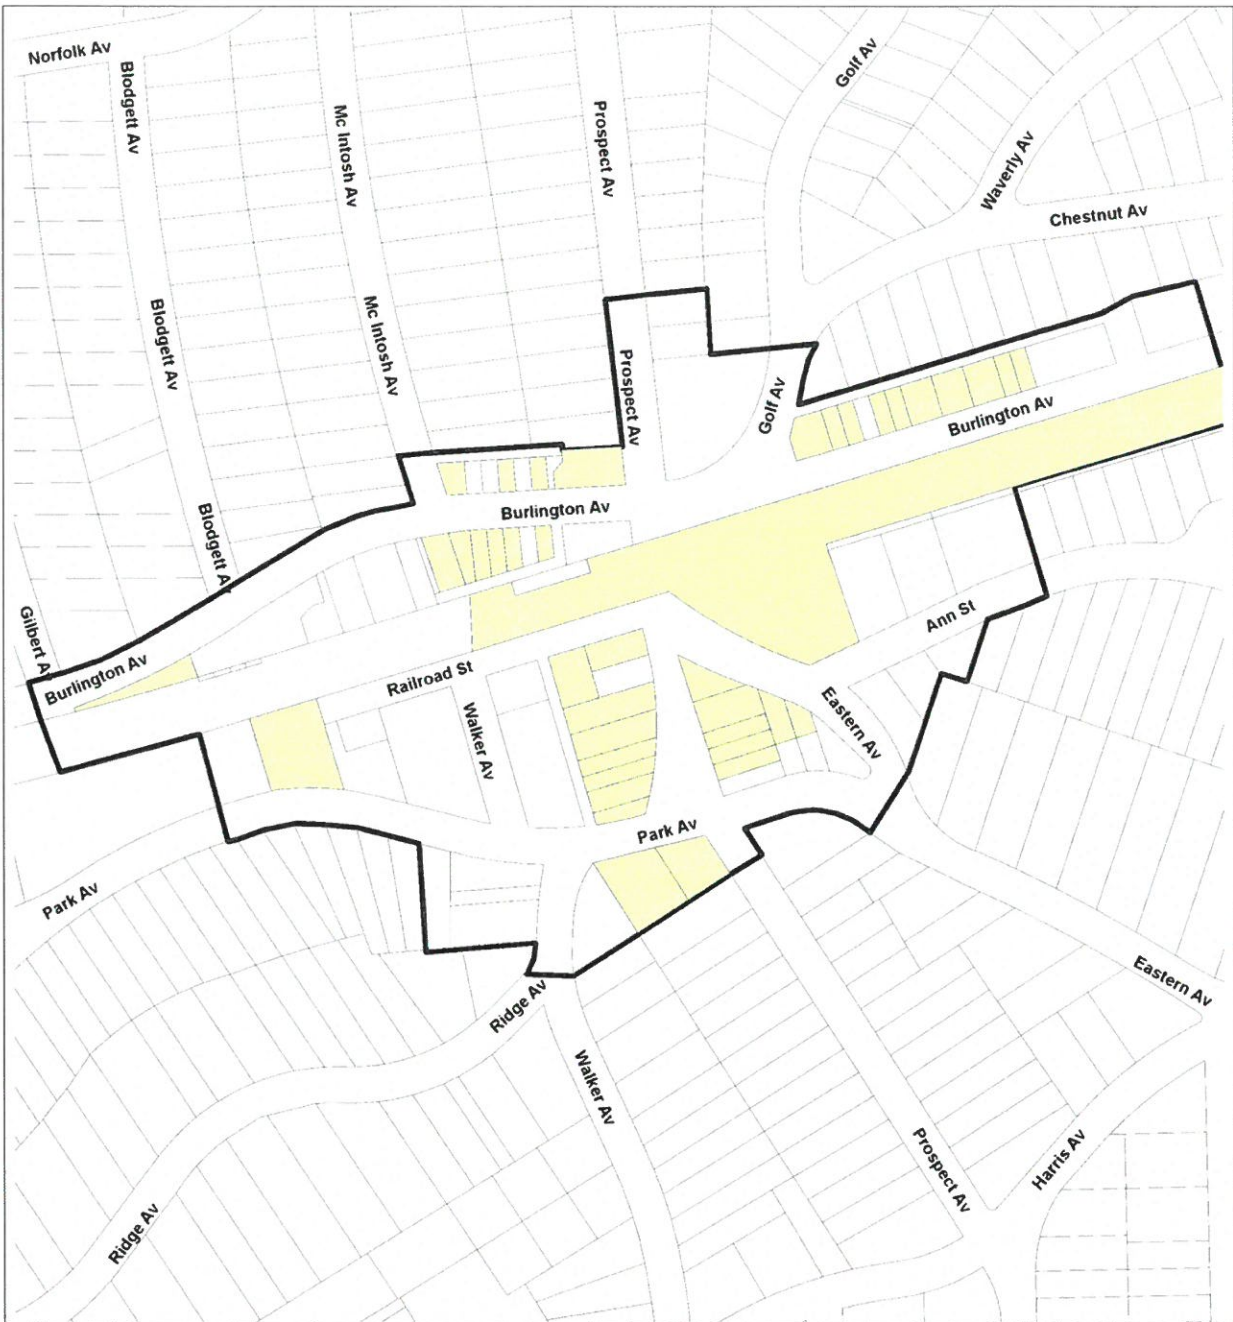 Norfolk Av
Blodgett Av
Mc Intosh Av
Prospect Av
Golf Av
Waverly Av
Chestnut Av
Blodgett Av
Mc Intosh Av
Prospect Av
Golf Av
Burlington Av
Blodgett A
Burlington Av
Gilbert A
Burlington Av
Railroad St
Walker Av
Ann St
Eastern Av
Park Av
Park Av
Ridge Av
Eastern Av
Walker Av
Prospect Av
Harris Av
Ridge Av